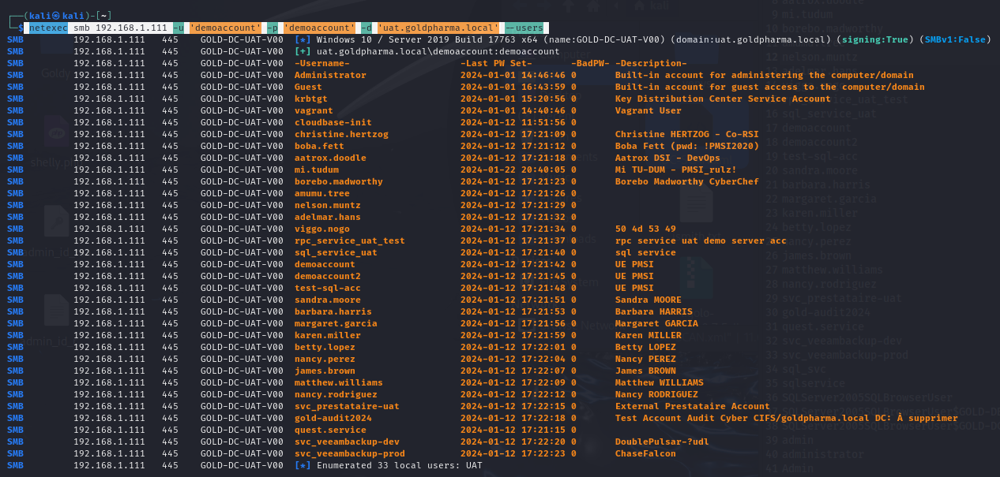 (kali㉿kali)-[~]
$ netexec smb 192.168.1.111 -u 'demoaccount' -p 'demoaccount' -d 'uat.goldpharma.local' --users
SMB 192.168.1.111 445 GOLD-DC-UAT-V00 [*] Windows 10 / Server 2019 Build 17763 x64 (name:GOLD-DC-UAT-V00) (domain:uat.goldpharma.local) (signing:True) (SMBv1:False)
SMB 192.168.1.111 445 GOLD-DC-UAT-V00 [+] uat.goldpharma.local\demoaccount:demoaccount
SMB 192.168.1.111 445 GOLD-DC-UAT-V00 -Username- -Last PW Set- -BadPW- -Description-
SMB 192.168.1.111 445 GOLD-DC-UAT-V00 Administrator 2024-01-01 14:46:46 0 Built-in account for administering the computer/domain
SMB 192.168.1.111 445 GOLD-DC-UAT-V00 Guest 2024-01-01 16:43:59 0 Built-in account for guest access to the computer/domain
SMB 192.168.1.111 445 GOLD-DC-UAT-V00 krbtgt 2024-01-01 15:20:56 0 Key Distribution Center Service Account
SMB 192.168.1.111 445 GOLD-DC-UAT-V00 vagrant 2024-01-01 14:40:46 0 Vagrant User
SMB 192.168.1.111 445 GOLD-DC-UAT-V00 cloudbase-init 2024-01-12 11:51:56 0
SMB 192.168.1.111 445 GOLD-DC-UAT-V00 christine.hertzog 2024-01-12 17:21:09 0 Christine HERTZOG - Co-RSI
SMB 192.168.1.111 445 GOLD-DC-UAT-V00 boba.fett 2024-01-12 17:21:12 0 Boba Fett (pwd: !PMSI2020)
SMB 192.168.1.111 445 GOLD-DC-UAT-V00 aatrox.doodle 2024-01-12 17:21:18 0 Aatrox DSI - DevOps
SMB 192.168.1.111 445 GOLD-DC-UAT-V00 mi.tudum 2024-01-22 20:40:05 0 Mi TU-DUM - PMSI_rulz!
SMB 192.168.1.111 445 GOLD-DC-UAT-V00 borebo.madworthy 2024-01-12 17:21:23 0 Borebo Madworthy CyberChef
SMB 192.168.1.111 445 GOLD-DC-UAT-V00 amumu.tree 2024-01-12 17:21:26 0
SMB 192.168.1.111 445 GOLD-DC-UAT-V00 nelson.muntz 2024-01-12 17:21:29 0
SMB 192.168.1.111 445 GOLD-DC-UAT-V00 adelmar.hans 2024-01-12 17:21:32 0
SMB 192.168.1.111 445 GOLD-DC-UAT-V00 viggo.nogo 2024-01-12 17:21:34 0 50 4d 53 49
SMB 192.168.1.111 445 GOLD-DC-UAT-V00 rpc_service_uat_test 2024-01-12 17:21:37 0 rpc service uat demo server acc
SMB 192.168.1.111 445 GOLD-DC-UAT-V00 sql_service_uat 2024-01-12 17:21:40 0 sql service
SMB 192.168.1.111 445 GOLD-DC-UAT-V00 demoaccount 2024-01-12 17:21:42 0 UE PMSI
SMB 192.168.1.111 445 GOLD-DC-UAT-V00 demoaccount2 2024-01-12 17:21:45 0 UE PMSI
SMB 192.168.1.111 445 GOLD-DC-UAT-V00 test-sql-acc 2024-01-12 17:21:48 0 UE PMSI
SMB 192.168.1.111 445 GOLD-DC-UAT-V00 sandra.moore 2024-01-12 17:21:51 0 Sandra MOORE
SMB 192.168.1.111 445 GOLD-DC-UAT-V00 barbara.harris 2024-01-12 17:21:53 0 Barbara HARRIS
SMB 192.168.1.111 445 GOLD-DC-UAT-V00 margaret.garcia 2024-01-12 17:21:56 0 Margaret GARCIA
SMB 192.168.1.111 445 GOLD-DC-UAT-V00 karen.miller 2024-01-12 17:21:59 0 Karen MILLER
SMB 192.168.1.111 445 GOLD-DC-UAT-V00 betty.lopez 2024-01-12 17:22:01 0 Betty LOPEZ
SMB 192.168.1.111 445 GOLD-DC-UAT-V00 nancy.perez 2024-01-12 17:22:04 0 Nancy PEREZ
SMB 192.168.1.111 445 GOLD-DC-UAT-V00 james.brown 2024-01-12 17:22:07 0 James BROWN
SMB 192.168.1.111 445 GOLD-DC-UAT-V00 matthew.williams 2024-01-12 17:22:09 0 Matthew WILLIAMS
SMB 192.168.1.111 445 GOLD-DC-UAT-V00 nancy.rodriguez 2024-01-12 17:22:12 0 Nancy RODRIGUEZ
SMB 192.168.1.111 445 GOLD-DC-UAT-V00 svc_prestataire-uat 2024-01-12 17:22:15 0 External Prestataire Account
SMB 192.168.1.111 445 GOLD-DC-UAT-V00 gold-audit2024 2024-01-12 17:22:18 0 Test Account Audit Cyber CIFS/goldpharma.local DC: À supprimer
SMB 192.168.1.111 445 GOLD-DC-UAT-V00 quest.service 2024-01-12 17:21:15 0
SMB 192.168.1.111 445 GOLD-DC-UAT-V00 svc_veeambackup-dev 2024-01-12 17:22:20 0 DoublePulsar-?udl
SMB 192.168.1.111 445 GOLD-DC-UAT-V00 svc_veeambackup-prod 2024-01-12 17:22:23 0 ChaseFalcon
SMB 192.168.1.111 445 GOLD-DC-UAT-V00 [*] Enumerated 33 local users: UAT